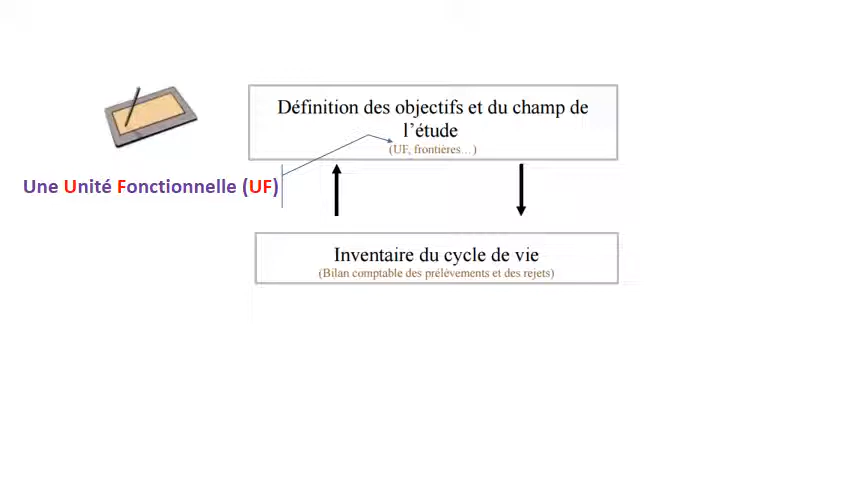 Définition des objectifs et du champ de
l’étude
(UF, frontières…)
Une Unité Fonctionnelle (UF)
Inventaire du cycle de vie
(Bilan comptable des prélèvements et des rejets)